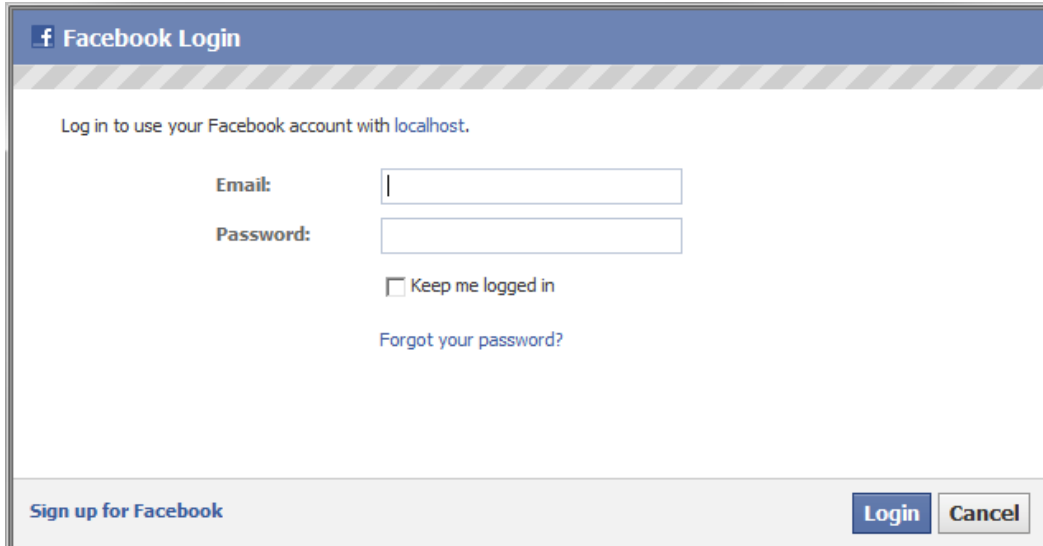 Facebook Login
Log in to use your Facebook account with localhost.
Email:
Password:
Keep me logged in
Forgot your password?
Sign up for Facebook
Login Cancel